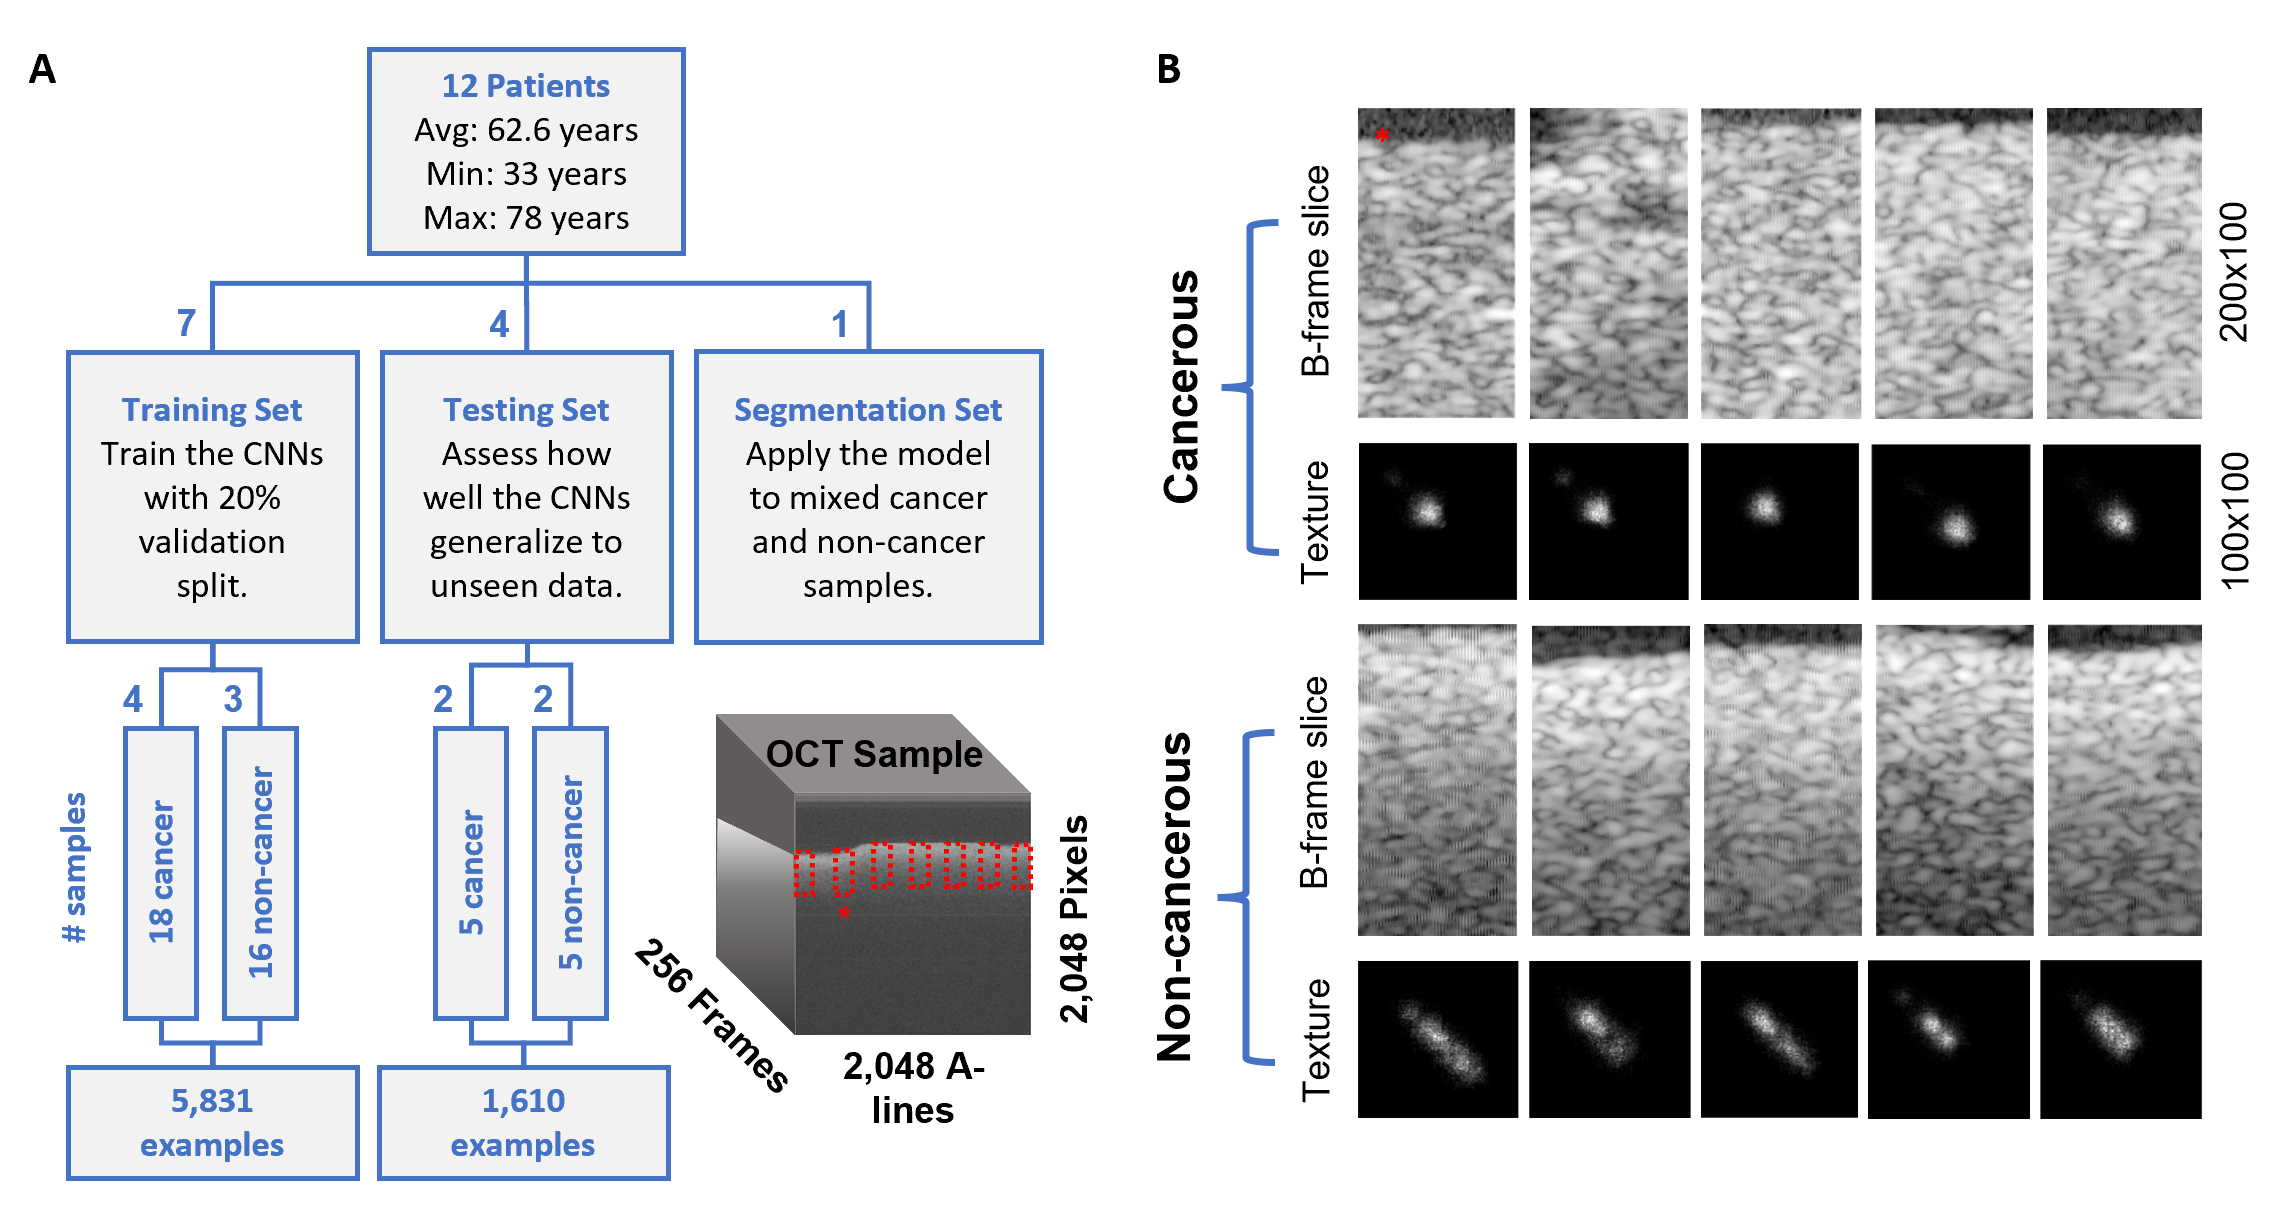 A
12 Patients
Avg: 62.6 years
Min: 33 years
Max: 78 years
7
4
1
Training Set
Train the CNNs
with 20%
validation
split.
Testing Set
Assess how
well the CNNs
generalize to
unseen data.
Segmentation Set
Apply the model
to mixed cancer
and non-cancer
samples.
4
3
2
2
# samples
18 cancer
16 non-cancer
5 cancer
5 non-cancer
5,831
examples
1,610
examples
OCT Sample
*
256 Frames
2,048 A-
lines
2,048 Pixels
B
Cancerous
B-frame slice
*
200x100
Texture
100x100
Non-cancerous
B-frame slice
Texture